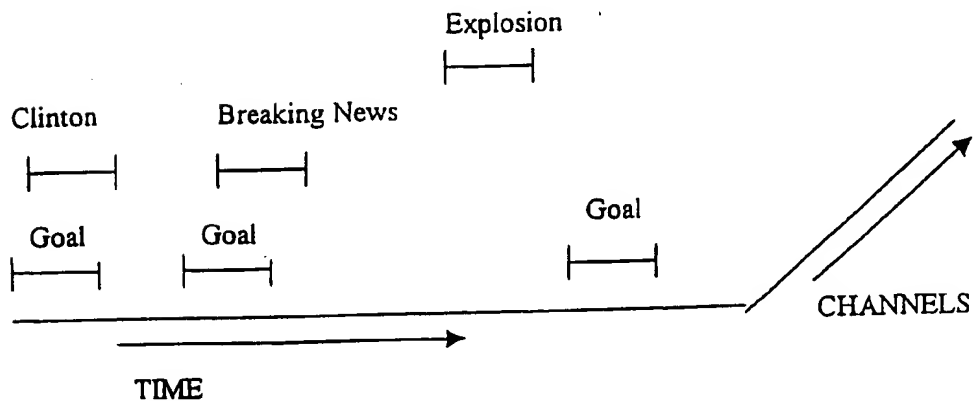 Explosion
Clinton
Breaking News
Goal
Goal
Goal
CHANNELS
TIME